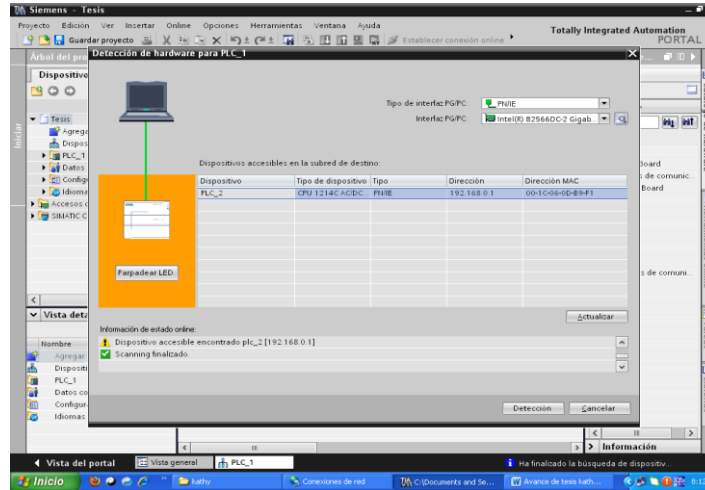 Siemens - Tesis
Proyecto Edición Ver Insertar Online Opciones Herramientas Ventana Ayuda
Totally Integrated Automation
PORTAL
Guardar proyecto
Establecer conexión online
Árbol del pro
Detección de hardware para PLC_1
Dispositivo
Iniciar
Tipo de interfaz PG/PC: PN/IE
Interfaz PG/PC: Intel(R) 82566DC-2 Gigab...
Tesis
Agrega
Dispos
PLC_1
Datos
Config
Idioma
Accesos
SIMATIC C
Dispositivos accesibles en la subred de destino:
Dispositivo Tipo de dispositivo Tipo Dirección Dirección MAC
PLC_2 CPU 1214C AC/DC... PN/IE 192.168.0.1 00-1C-06-0D-B9-F1
Board
de comunic...
Board
s de comuni...
Parpadear LED
Actualizar
Vista deta
Información de estado online:
Dispositivo accesible encontrado plc_2 [192.168.0.1]
Scanning finalizado.
Nombre
Agregar
Dispositi
PLC_1
Datos co
Configur
Idiomas
Detección Cancelar
Información
Vista del portal Vista general PLC_1 Ha finalizado la búsqueda de dispositiv...
Inicio kathy Conexiones de red C:\Documents and Se... Avance de tesis kath...